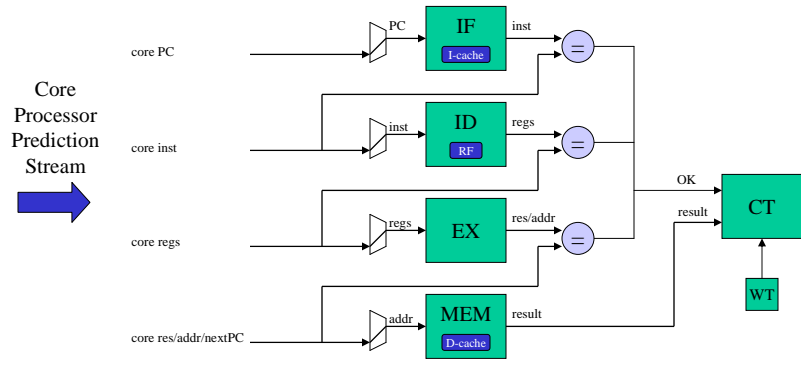 PC
IF
inst
I-cache
=
core PC
Core
Processor
Prediction
Stream
core inst
inst
ID
regs
RF
=
OK
CT
result
core regs
regs
EX
res/addr
=
WT
core res/addr/nextPC
addr
MEM
result
D-cache